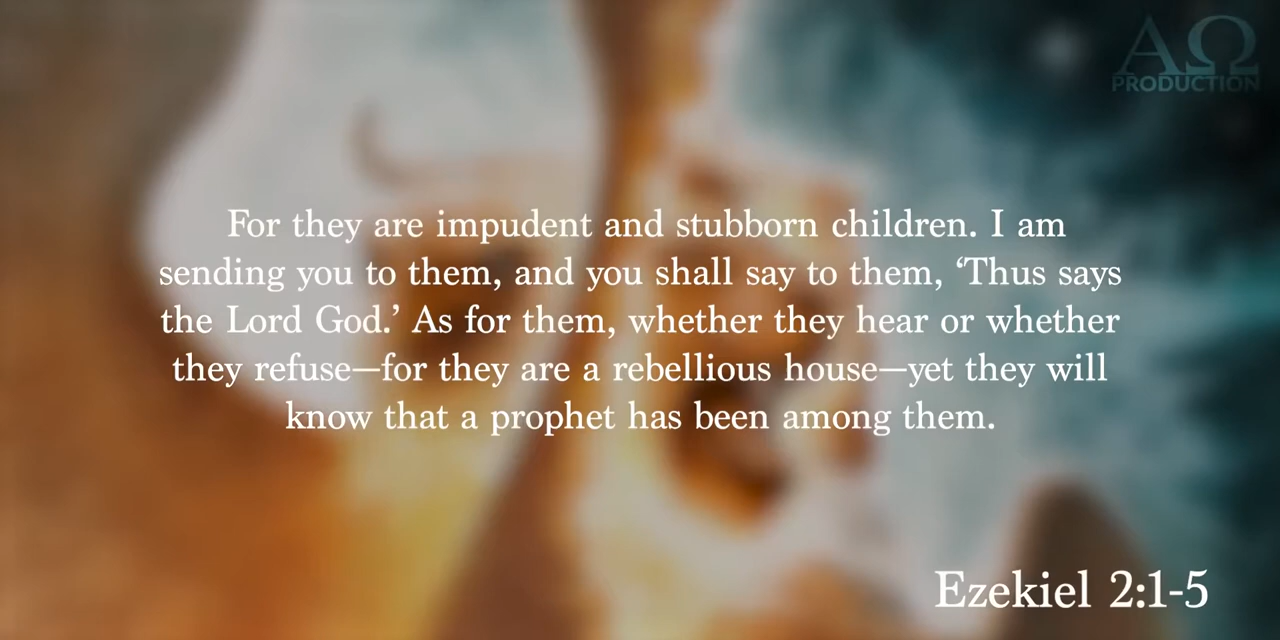 ΑΩ
PRODUCTION
For they are impudent and stubborn children. I am
sending you to them, and you shall say to them, ‘Thus says
the Lord God.’ As for them, whether they hear or whether
they refuse—for they are a rebellious house—yet they will
know that a prophet has been among them.
Ezekiel 2:1-5